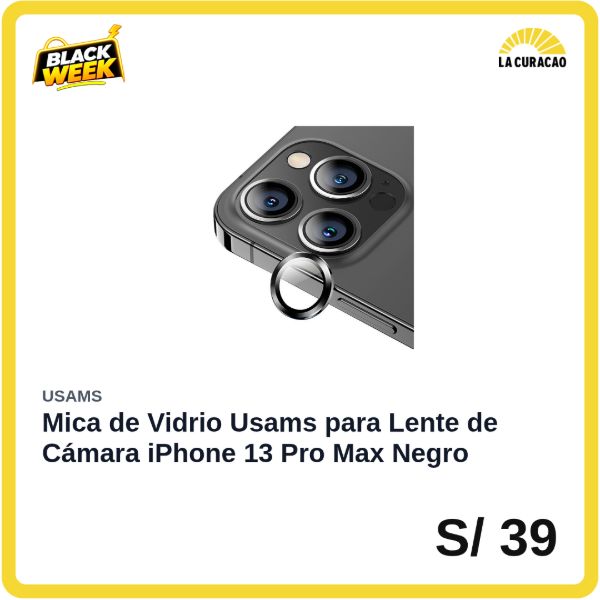 BLACK
WEEK
LA CURACAO
USAMS
Mica de Vidrio Usams para Lente de
Cámara iPhone 13 Pro Max Negro
S/ 39